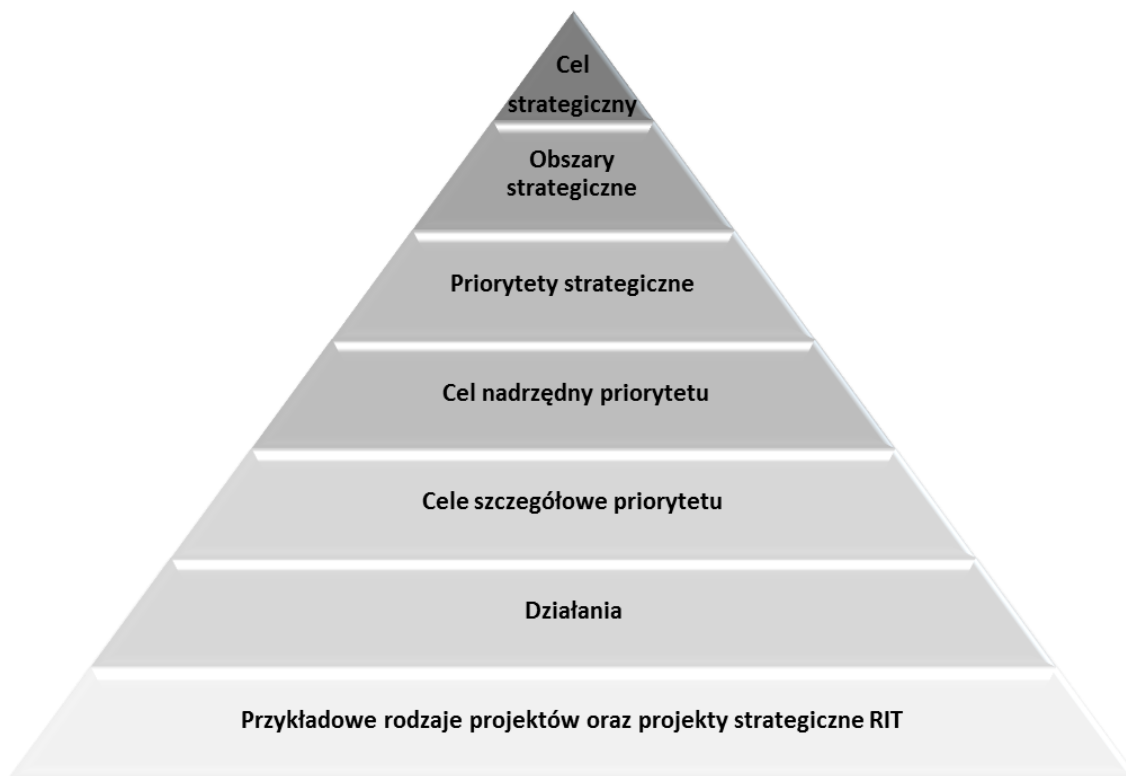 Cel
strategiczny
Obszary
strategiczne
Priorytety strategiczne
Cel nadrzędny priorytetu
Cele szczegółowe priorytetu
Działania
Przykładowe rodzaje projektów oraz projekty strategiczne RIT